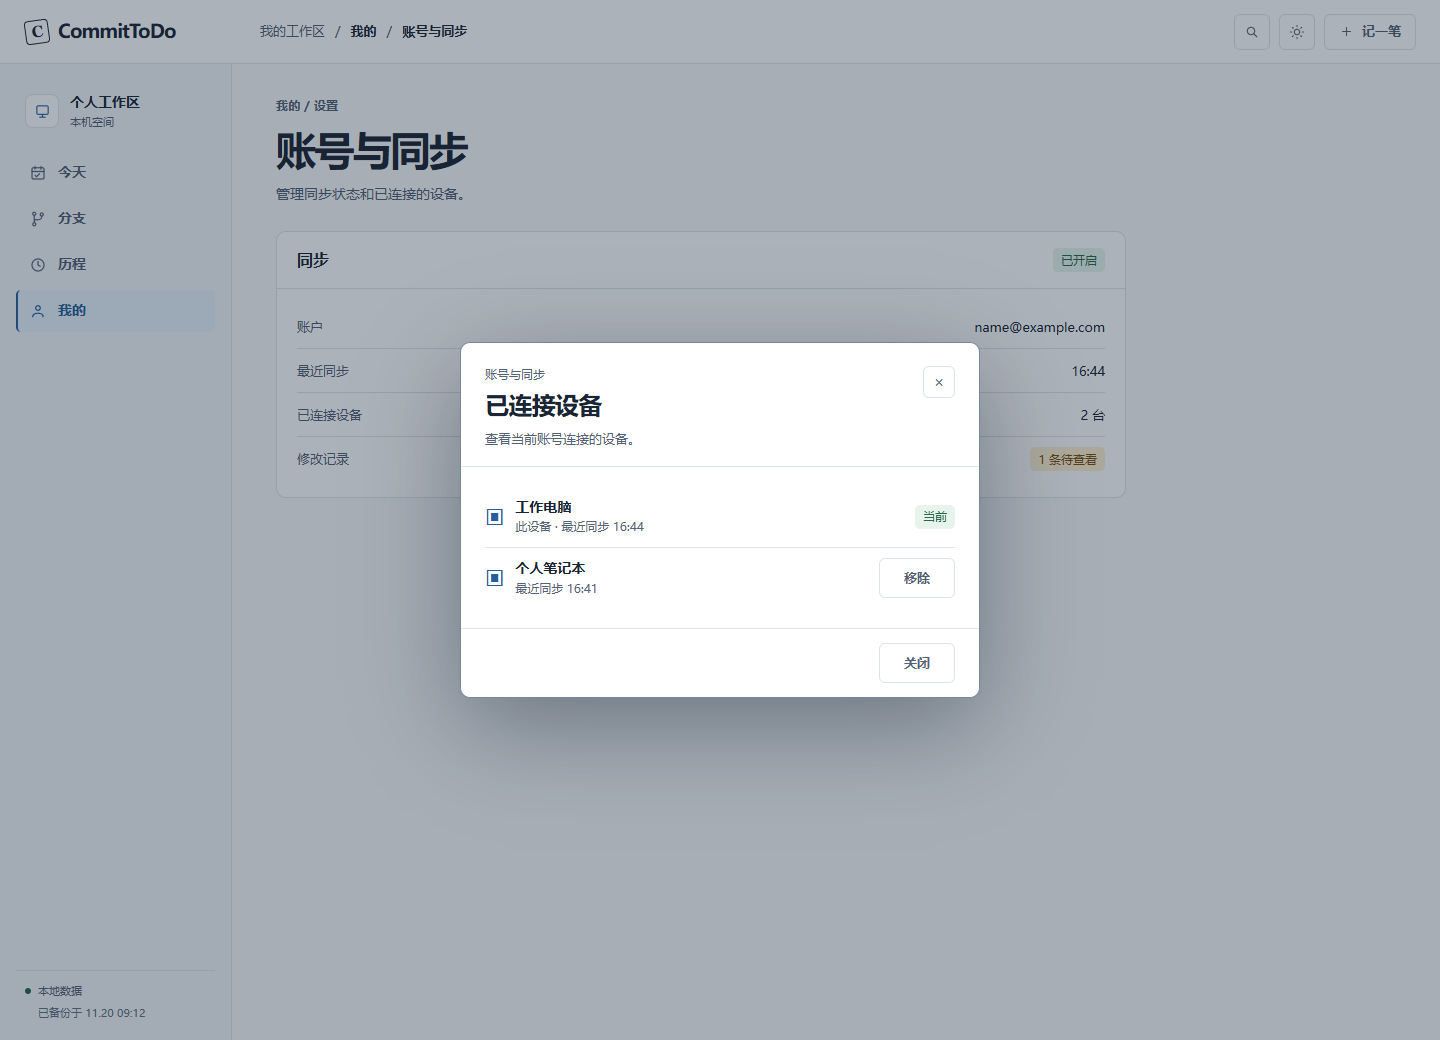 C CommitToDo
我的工作区 / 我的 / 账号与同步
+ 记一笔
个人工作区
本机空间
今天
分支
历程
我的
本地数据
已备份于 11.20 09:12
我的 / 设置
账号与同步
管理同步状态和已连接的设备。
同步 已开启
账户 name@example.com
最近同步 16:44
已连接设备 2 台
修改记录 1 条待查看
账号与同步
已连接设备
查看当前账号连接的设备。
×
工作电脑
此设备 · 最近同步 16:44
当前
个人笔记本
最近同步 16:41
移除
关闭